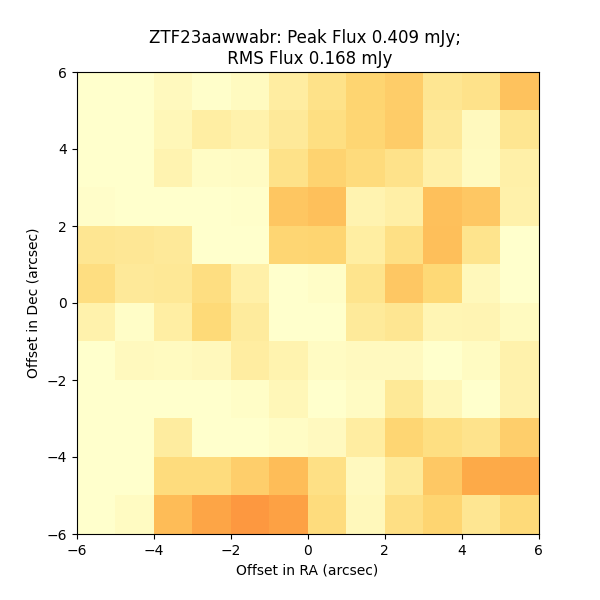 ZTF23aawwabr: Peak Flux 0.409 mJy;
RMS Flux 0.168 mJy
6
4
2
0
−2
−4
−6
Offset in Dec (arcsec)
−6 −4 −2 0 2 4 6
Offset in RA (arcsec)